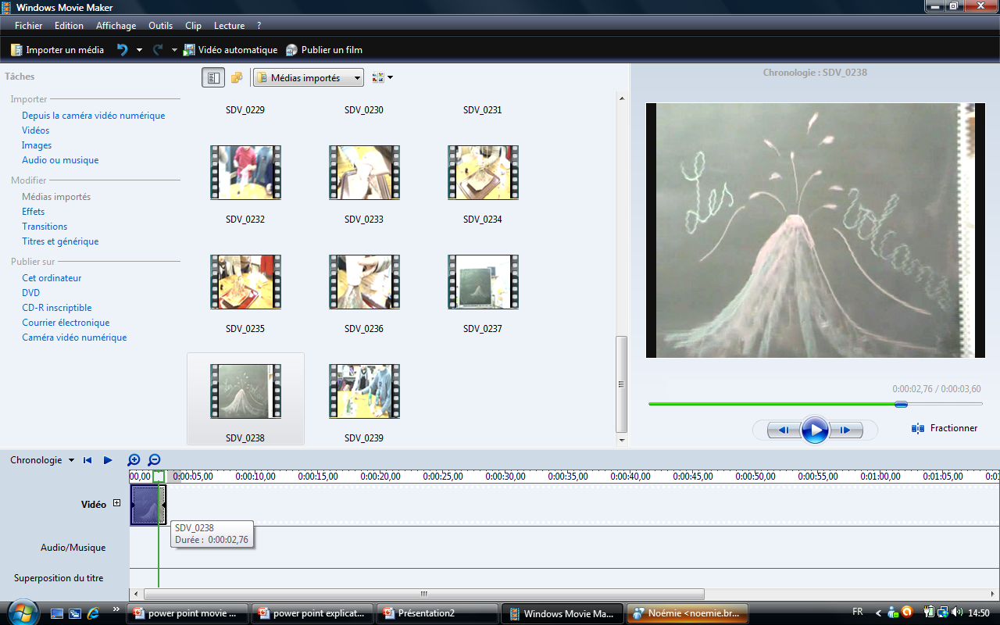 Windows Movie Maker
Fichier Edition Affichage Outils Clip Lecture ?
Importer un média Vidéo automatique Publier un film
Tâches
Importer
Depuis la caméra vidéo numérique
Vidéos
Images
Audio ou musique
Modifier
Médias importés
Effets
Transitions
Titres et générique
Publier sur
Cet ordinateur
DVD
CD-R inscriptible
Courrier électronique
Caméra vidéo numérique
Médias importés
SDV_0229 SDV_0230 SDV_0231
SDV_0232 SDV_0233 SDV_0234
SDV_0235 SDV_0236 SDV_0237
SDV_0238 SDV_0239
Chronologie : SDV_0238
Les
0:00:02,76 / 0:00:03,60
Fractionner
Chronologie
00,00 0:00:05,00 0:00:10,00 0:00:15,00 0:00:20,00 0:00:25,00 0:00:30,00 0:00:35,00 0:00:40,00 0:00:45,00 0:00:50,00 0:00:55,00 0:01:00,00 0:01:05,00
Vidéo
SDV_0238
Durée : 0:00:02,76
Audio/Musique
Superposition du titre
power point movie ... power point explicat... Présentation2 Windows Movie Ma... Noémie <noemie.br... FR 14:50